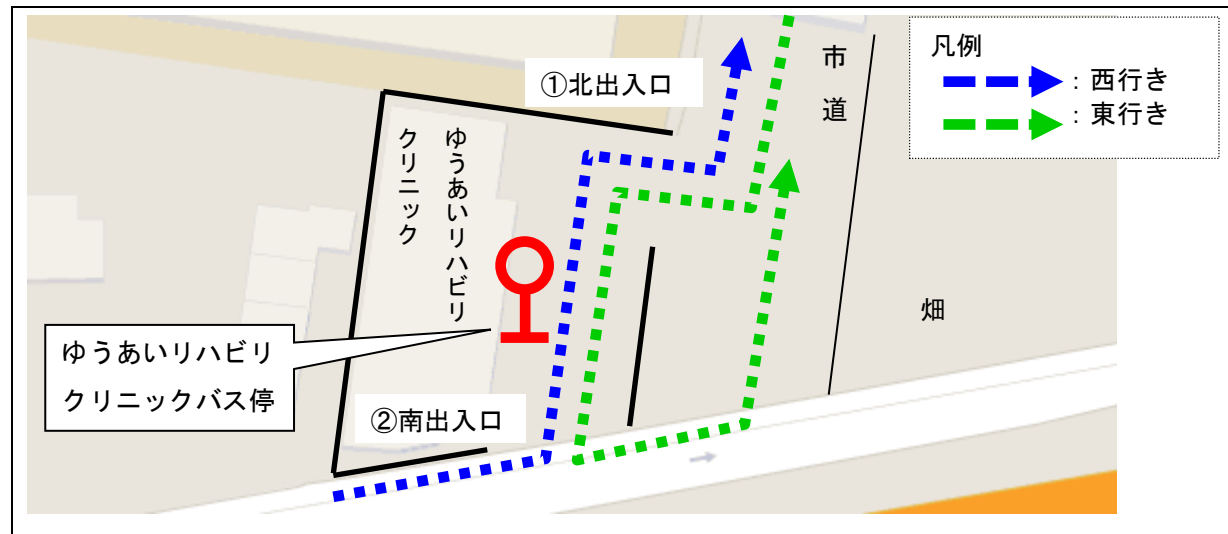 ①北出入口
市道
凡例
：西行き
：東行き
ゆうあいリハビリ
クリニック
畑
ゆうあいリハビリ
クリニックバス停
②南出入口